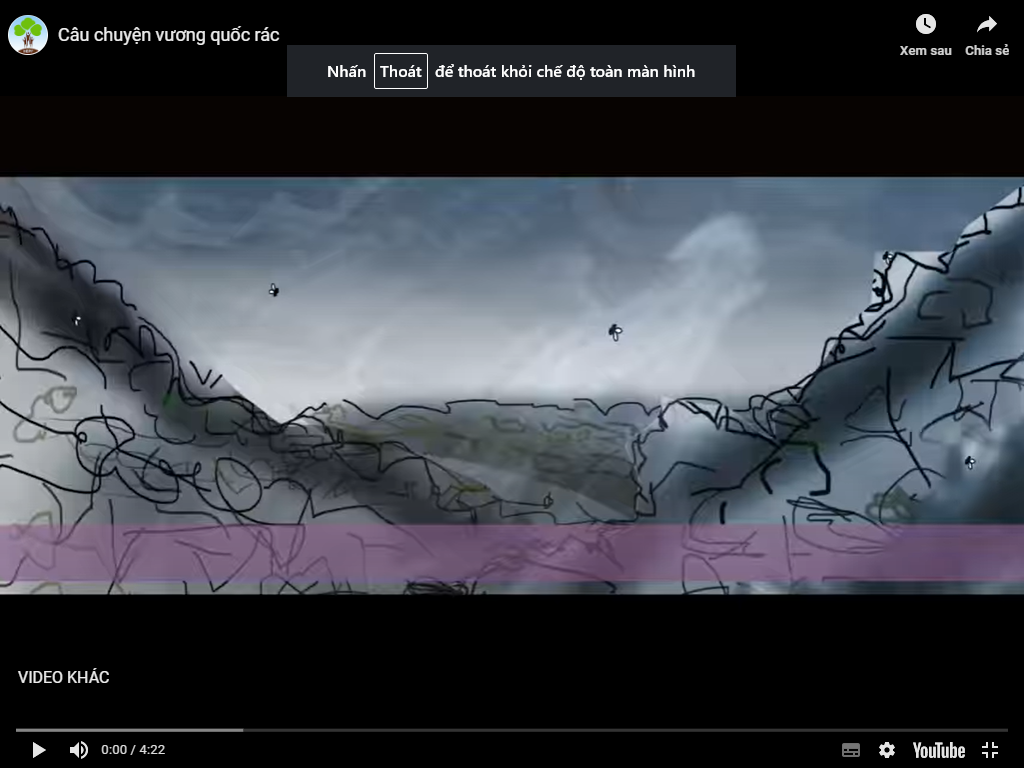 Câu chuyện vương quốc rác
Xem sau
Chia sẻ
Nhấn Thoát để thoát khỏi chế độ toàn màn hình
VIDEO KHÁC
0:00 / 4:22
YouTube